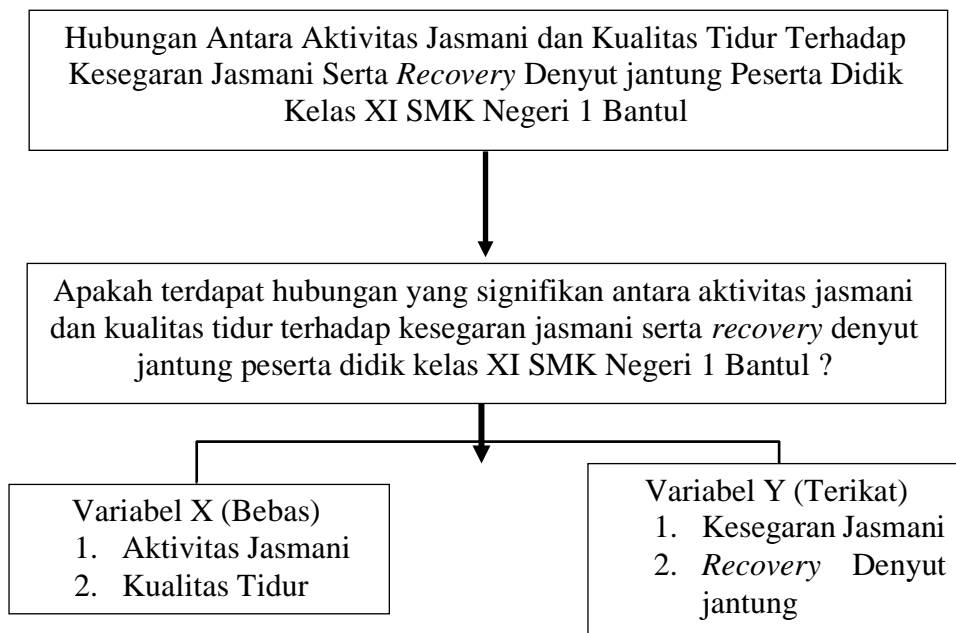 Hubungan Antara Aktivitas Jasmani dan Kualitas Tidur Terhadap
Kesegaran Jasmani Serta Recovery Denyut jantung Peserta Didik
Kelas XI SMK Negeri 1 Bantul
Apakah terdapat hubungan yang signifikan antara aktivitas jasmani
dan kualitas tidur terhadap kesegaran jasmani serta recovery denyut
jantung peserta didik kelas XI SMK Negeri 1 Bantul ?
Variabel X (Bebas)
1. Aktivitas Jasmani
2. Kualitas Tidur
Variabel Y (Terikat)
1. Kesegaran Jasmani
2. Recovery Denyut
jantung